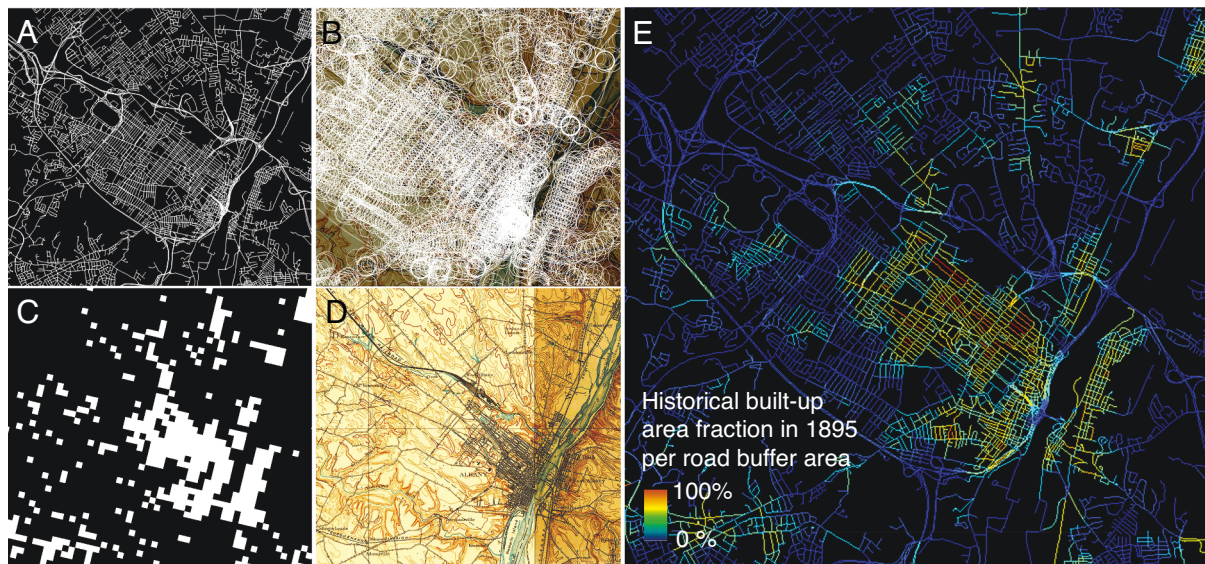 A
B
C
D
E
Historical built-up
area fraction in 1895
per road buffer area
100%
0 %